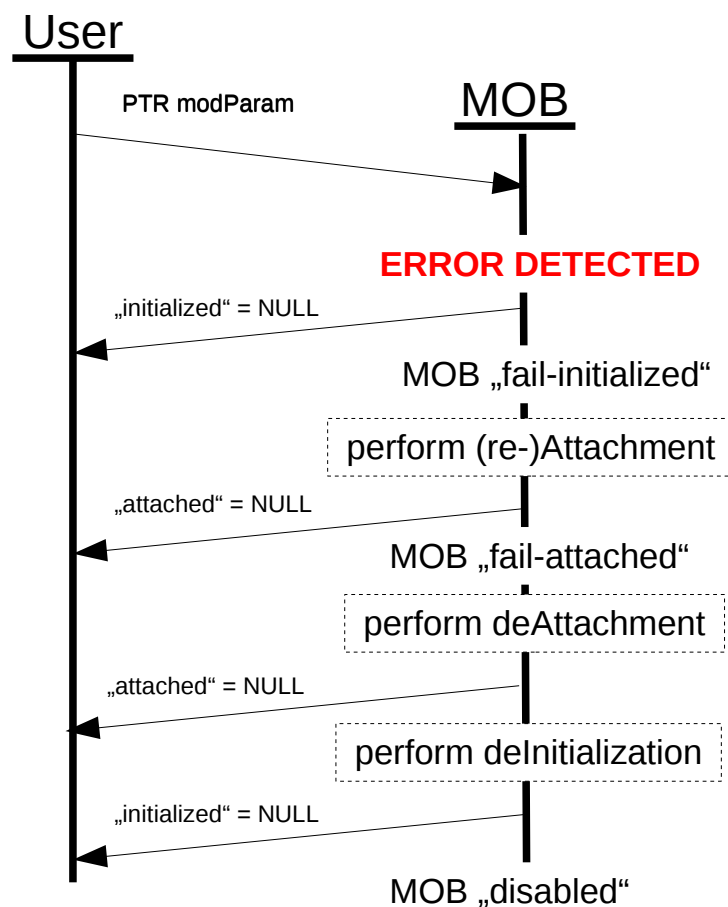 User
PTR modParam
MOB
ERROR DETECTED
„initialized“ = NULL
MOB „fail-initialized“
perform (re-)Attachment
„attached“ = NULL
MOB „fail-attached“
perform deAttachment
„attached“ = NULL
perform deInitialization
„initialized“ = NULL
MOB „disabled“